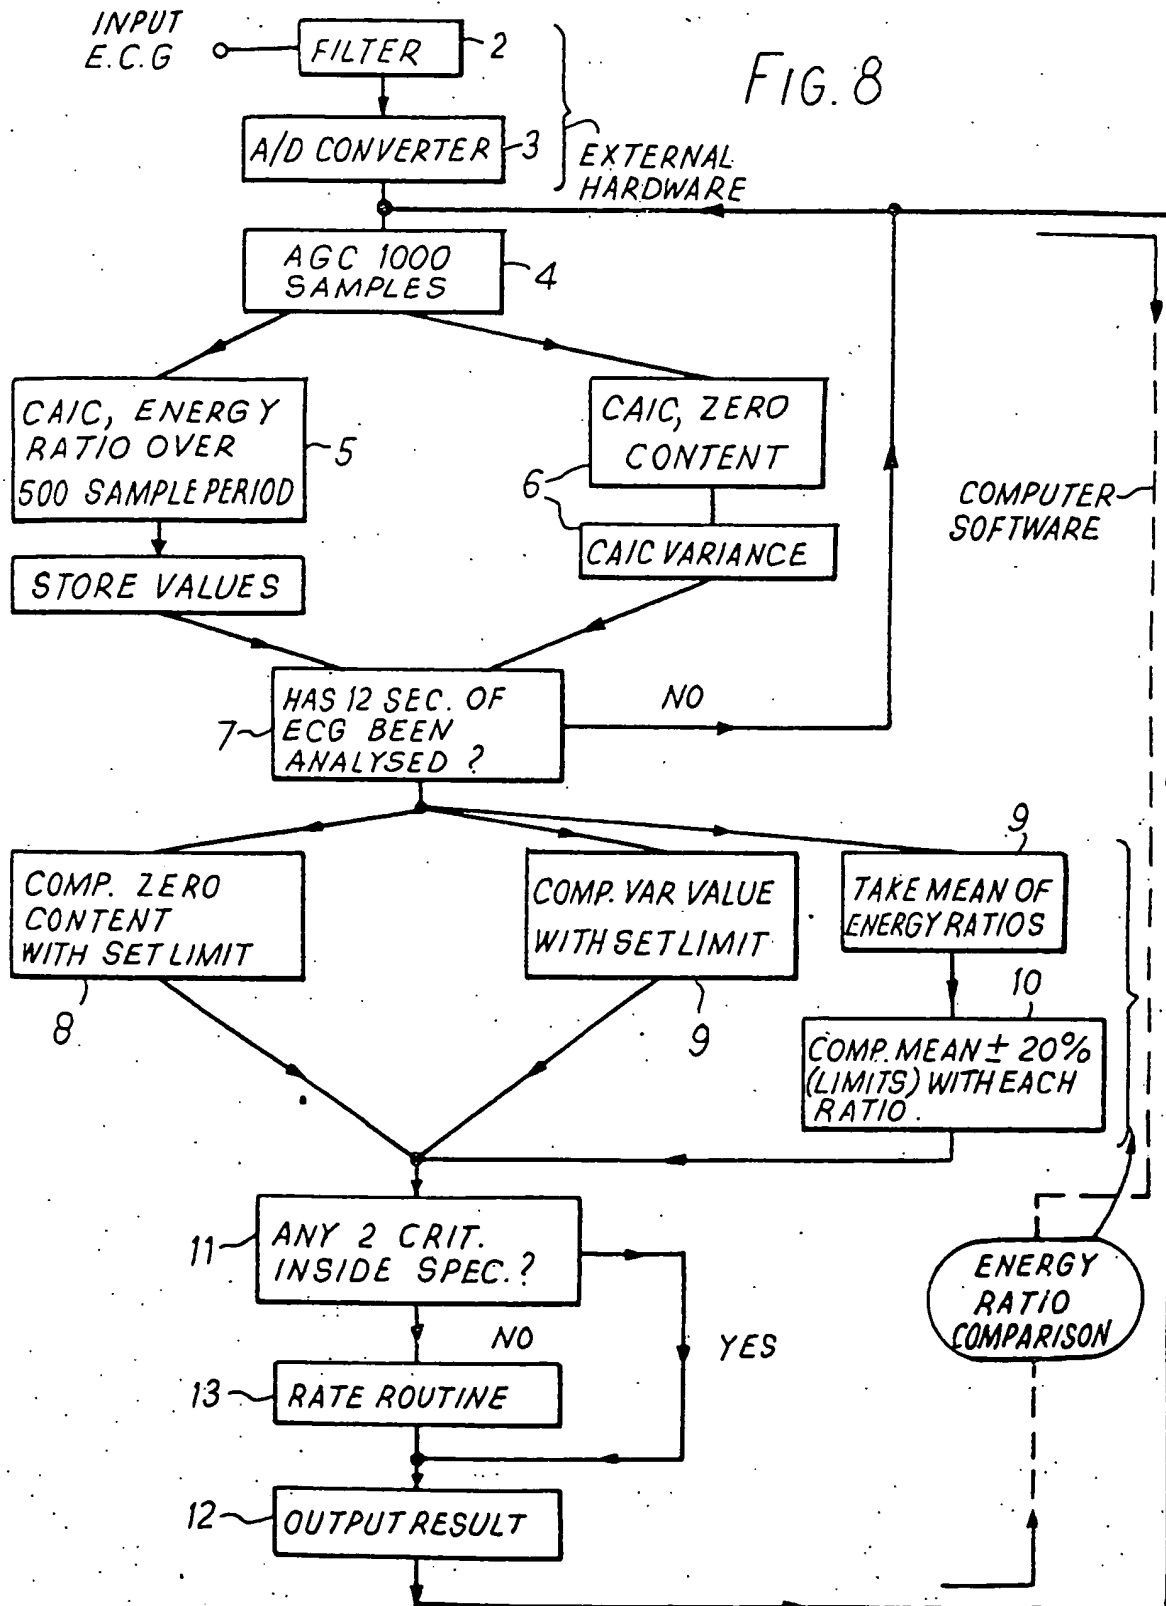 INPUT
E.C.G
FILTER
2
FIG. 8
A/D CONVERTER
3
EXTERNAL
HARDWARE
AGC 1000
SAMPLES
4
CAIC, ENERGY
RATIO OVER
500 SAMPLE PERIOD
5
CAIC, ZERO
CONTENT
6
CAIC VARIANCE
STORE VALUES
COMPUTER
SOFTWARE
HAS 12 SEC. OF
ECG BEEN
ANALYSED ?
7
NO
COMP. ZERO
CONTENT
WITH SET LIMIT
8
COMP. VAR VALUE
WITH SET LIMIT
9
9
TAKE MEAN OF
ENERGY RATIOS
10
COMP. MEAN ± 20%
(LIMITS) WITH EACH
RATIO.
11
ANY 2 CRIT.
INSIDE SPEC.?
NO
YES
ENERGY
RATIO
COMPARISON
13
RATE ROUTINE
12
OUTPUT RESULT